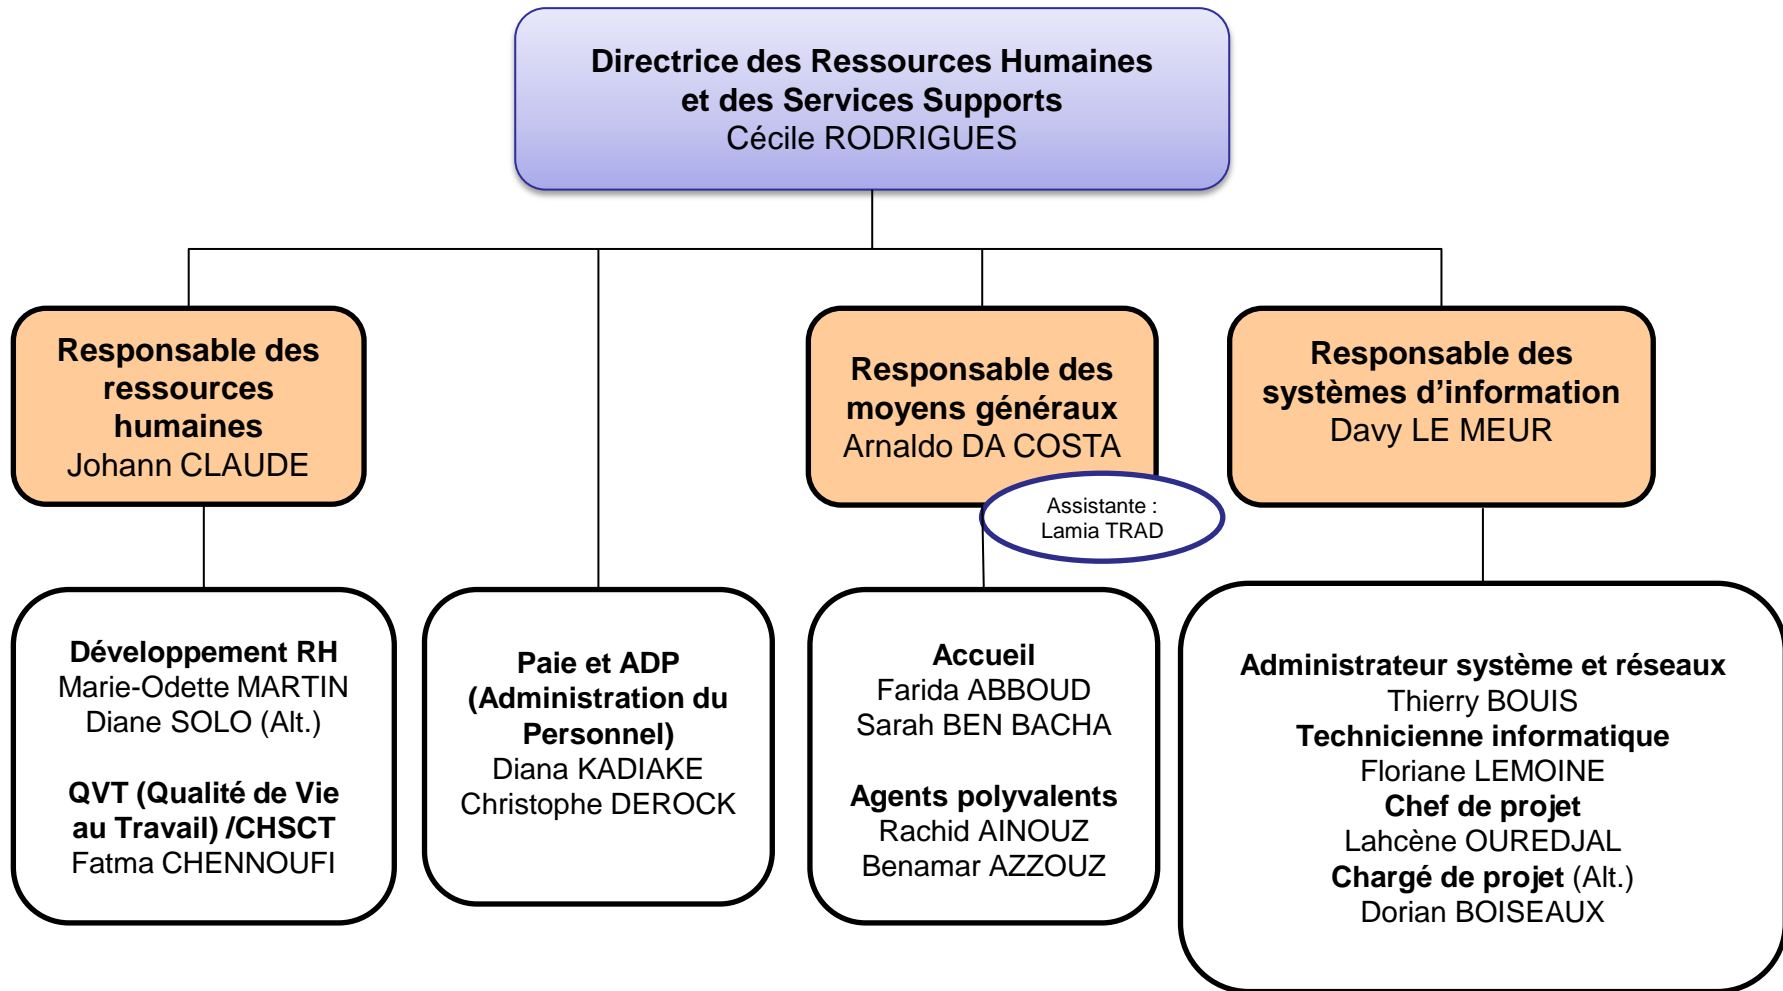 Directrice des Ressources Humaines
et des Services Supports
Cécile RODRIGUES
Responsable des
ressources
humaines
Johann CLAUDE
Responsable des
moyens généraux
Arnaldo DA COSTA
Assistante :
Lamia TRAD
Responsable des
systèmes d’information
Davy LE MEUR
Développement RH
Marie-Odette MARTIN
Diane SOLO (Alt.)
QVT (Qualité de Vie
au Travail) /CHSCT
Fatma CHENNOUFI
Paie et ADP
(Administration du
Personnel)
Diana KADIAKE
Christophe DEROCK
Accueil
Farida ABBOUD
Sarah BEN BACHA
Agents polyvalents
Rachid AINOUZ
Benamar AZZOUZ
Administrateur système et réseaux
Thierry BOUIS
Technicienne informatique
Floriane LEMOINE
Chef de projet
Lahcène OUREDJAL
Chargé de projet (Alt.)
Dorian BOISEAUX